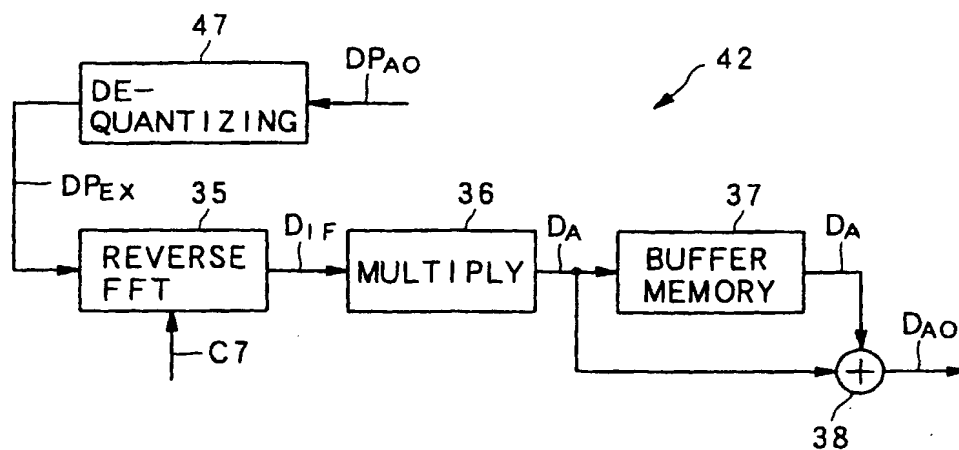 47
DPAO
42
DE-
QUANTIZING
DPEX
35
36
37
DIF
DA
DA
REVERSE
FFT
MULTIPLY
BUFFER
MEMORY
C7
DAO
+
38